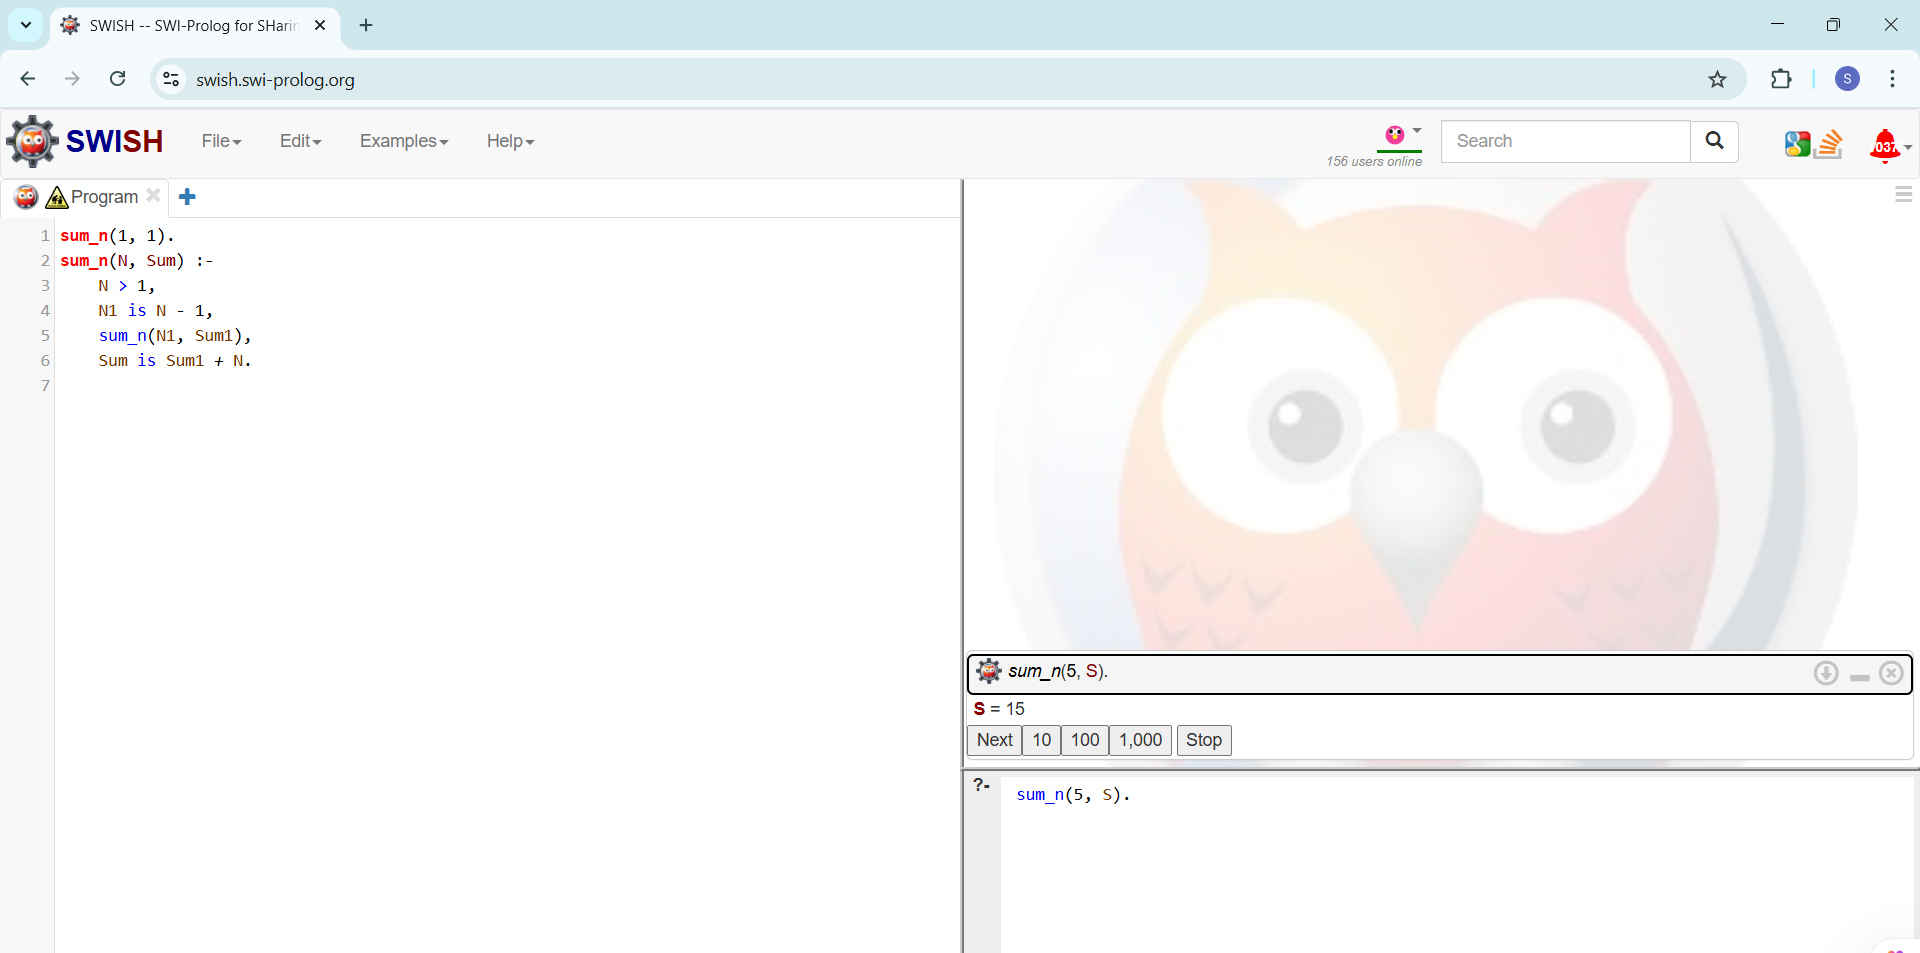 SWISH -- SWI-Prolog for SHarin
swish.swi-prolog.org
S
SWISH
File
Edit
Examples
Help
156 users online
Search
037
Program
1 sum_n(1, 1).
2 sum_n(N, Sum) :-
3 N > 1,
4 N1 is N - 1,
5 sum_n(N1, Sum1),
6 Sum is Sum1 + N.
7
sum_n(5, S).
S = 15
Next 10 100 1,000 Stop
?- sum_n(5, S).